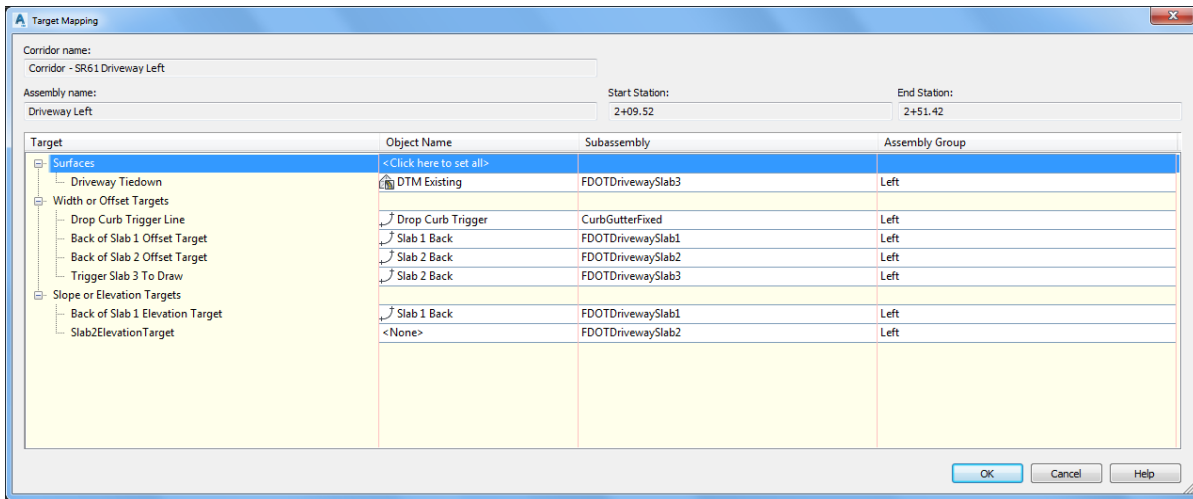 Target Mapping
Corridor name:
Corridor - SR61 Driveway Left
Assembly name: Start Station: End Station:
Driveway Left 2+09.52 2+51.42
Target Object Name Subassembly Assembly Group
Surfaces <Click here to set all>
Driveway Tiedown DTM Existing FDOTDrivewaySlab3 Left
Width or Offset Targets
Drop Curb Trigger Line Drop Curb Trigger CurbGutterFixed Left
Back of Slab 1 Offset Target Slab 1 Back FDOTDrivewaySlab1 Left
Back of Slab 2 Offset Target Slab 2 Back FDOTDrivewaySlab2 Left
Trigger Slab 3 To Draw Slab 2 Back FDOTDrivewaySlab3 Left
Slope or Elevation Targets
Back of Slab 1 Elevation Target Slab 1 Back FDOTDrivewaySlab1 Left
Slab2ElevationTarget <None> FDOTDrivewaySlab2 Left
OK Cancel Help